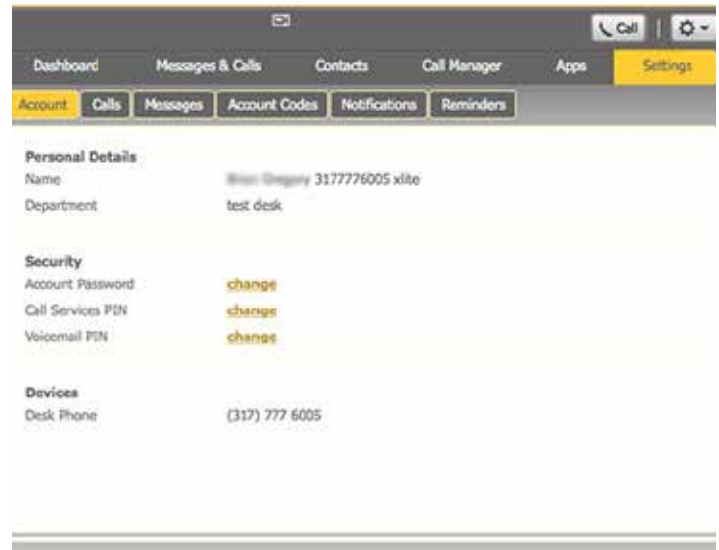 Call
Dashboard Messages & Calls Contacts Call Manager Apps Settings
Account Calls Messages Account Codes Notifications Reminders
Personal Details
Name 3177776005 xlite
Department test desk
Security
Account Password change
Call Services PIN change
Voicemail PIN change
Devices
Desk Phone (317) 777 6005